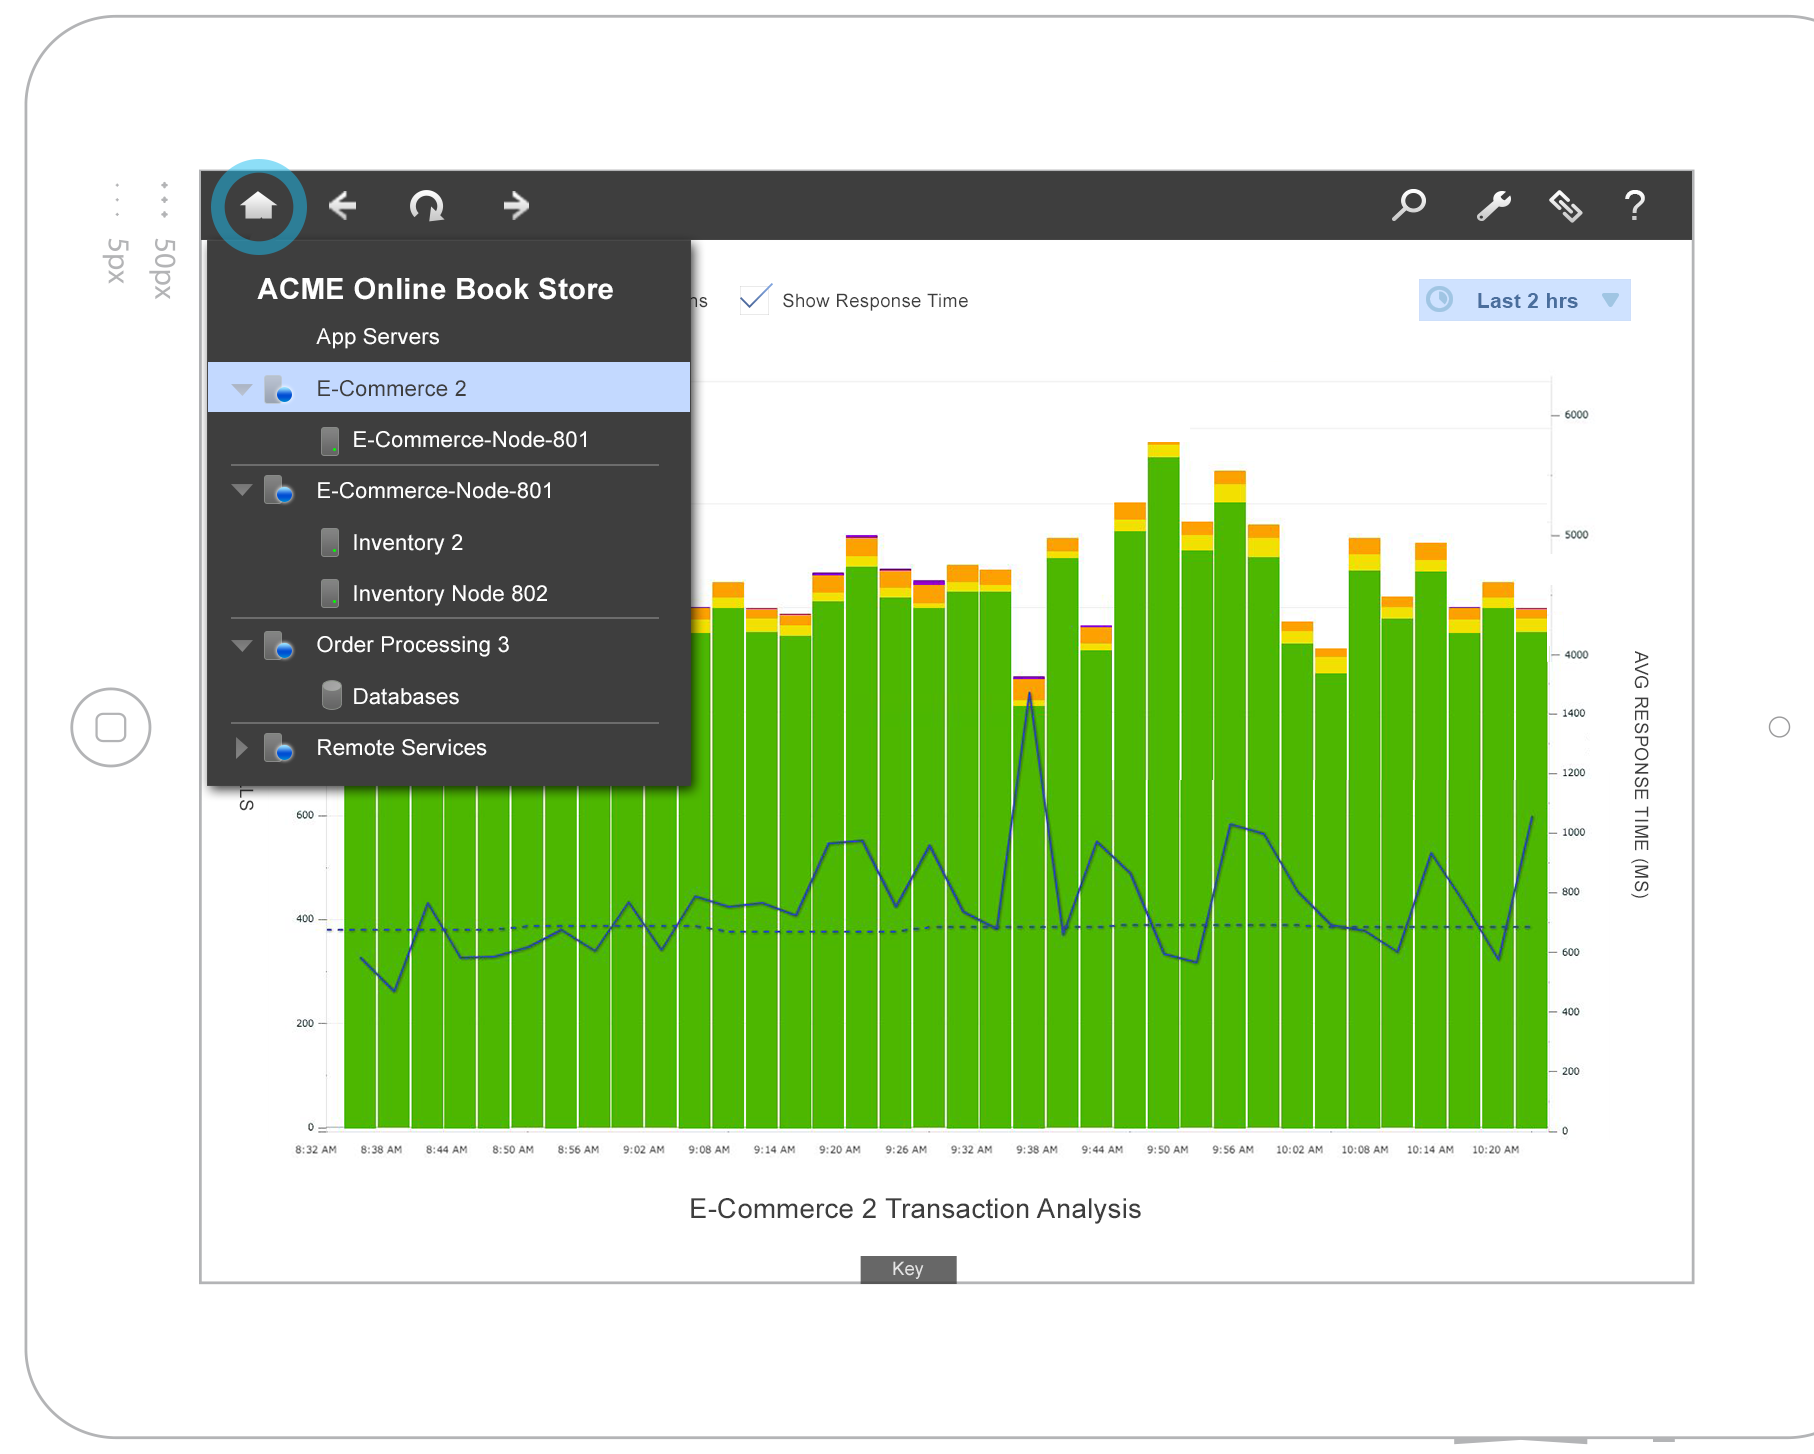 5px
50px
?
ACME Online Book Store
App Servers
E-Commerce 2
E-Commerce-Node-801
E-Commerce-Node-801
Inventory 2
Inventory Node 802
Order Processing 3
Databases
Remote Services
Show Response Time
Last 2 hrs
600
400
200
0
6000
5000
4000
1400
1200
1000
800
600
400
200
0
AVG RESPONSE TIME (MS)
8:32 AM 8:38 AM 8:44 AM 8:50 AM 8:56 AM 9:02 AM 9:08 AM 9:14 AM 9:20 AM 9:26 AM 9:32 AM 9:38 AM 9:44 AM 9:50 AM 9:56 AM 10:02 AM 10:08 AM 10:14 AM 10:20 AM
E-Commerce 2 Transaction Analysis
Key